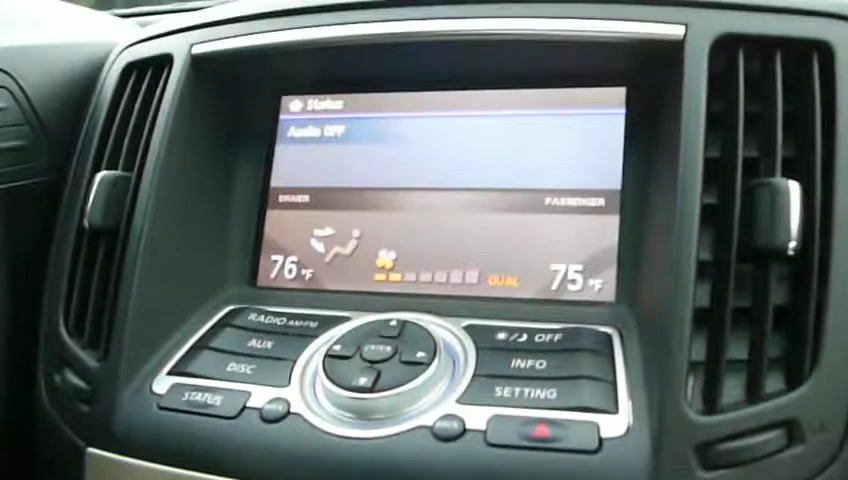 Status
Audio OFF
DRIVER PASSENGER
76 °F DUAL 75 °F
RADIO AM·FM
AUX
DISC
STATUS
ENTER
OFF
INFO
SETTING